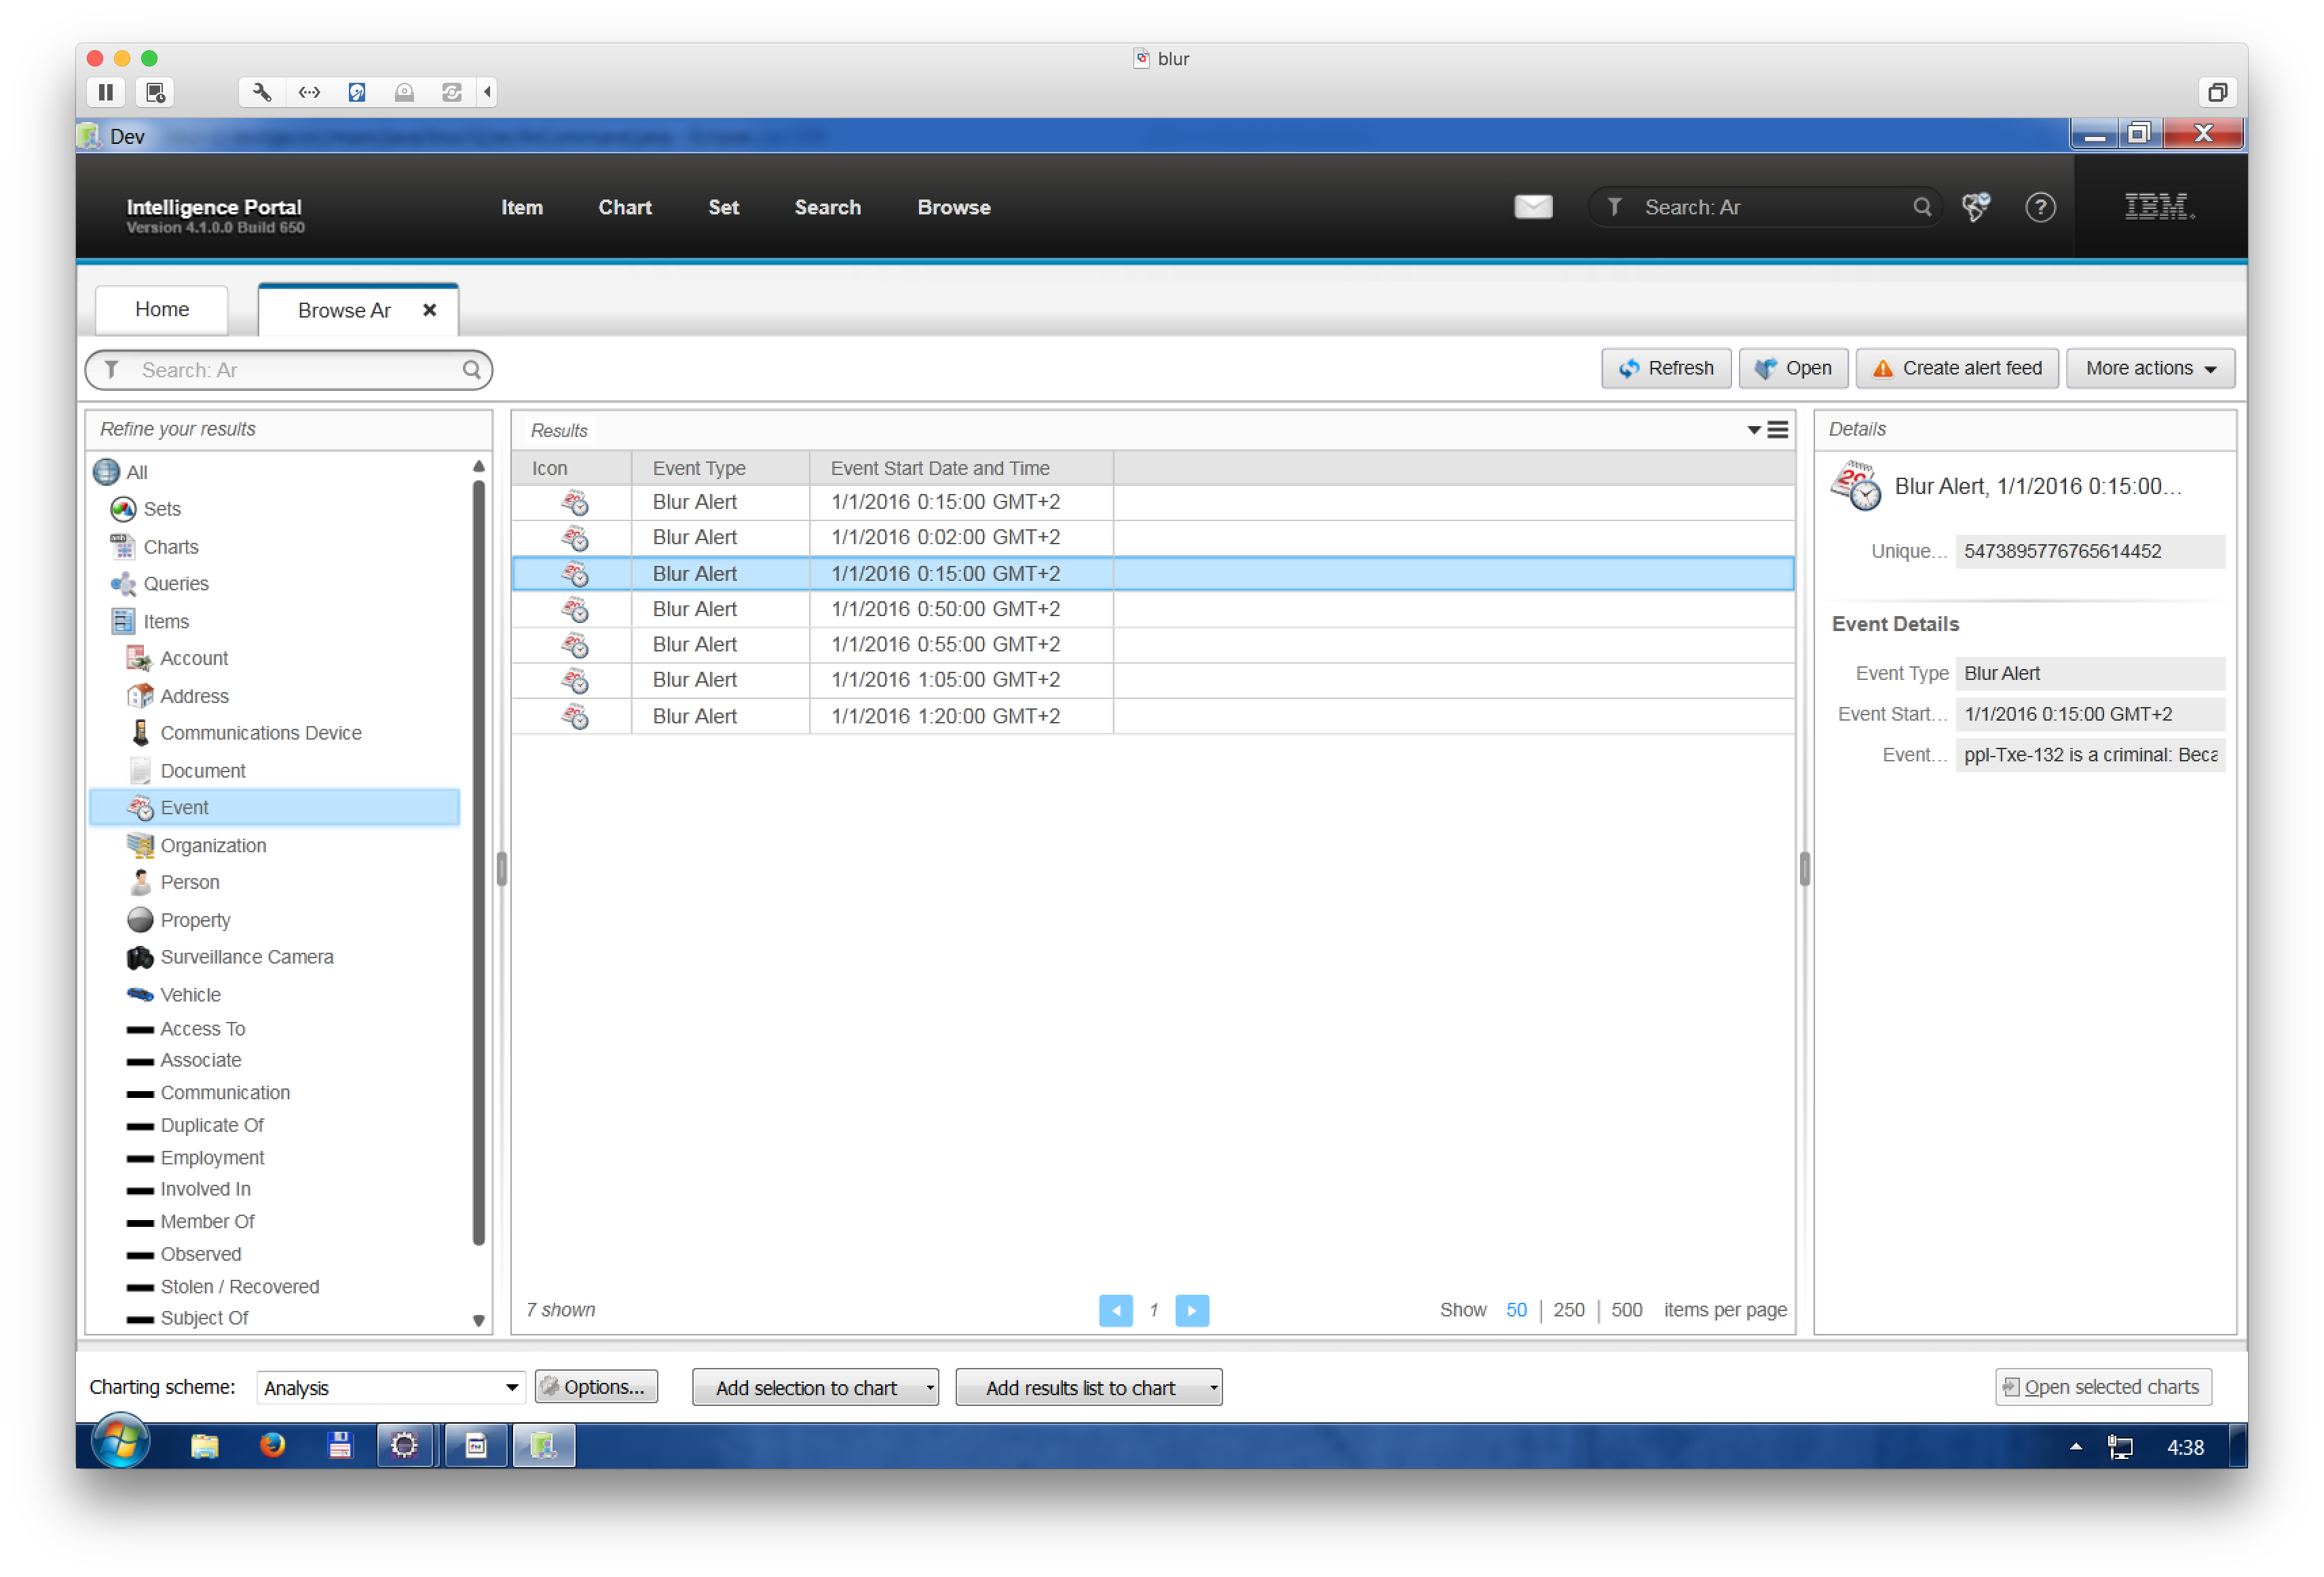 blur
Dev
Intelligence Portal
Version 4.1.0.0 Build 650
Item Chart Set Search Browse
Search: Ar
?
IBM.
Home
Browse Ar
Search: Ar
Refresh
Open
Create alert feed
More actions
Refine your results
All
Sets
Charts
Queries
Items
Account
Address
Communications Device
Document
Event
Organization
Person
Property
Surveillance Camera
Vehicle
Access To
Associate
Communication
Duplicate Of
Employment
Involved In
Member Of
Observed
Stolen / Recovered
Subject Of
Results
Icon Event Type Event Start Date and Time
Blur Alert 1/1/2016 0:15:00 GMT+2
Blur Alert 1/1/2016 0:02:00 GMT+2
Blur Alert 1/1/2016 0:15:00 GMT+2
Blur Alert 1/1/2016 0:50:00 GMT+2
Blur Alert 1/1/2016 0:55:00 GMT+2
Blur Alert 1/1/2016 1:05:00 GMT+2
Blur Alert 1/1/2016 1:20:00 GMT+2
7 shown
1
Show 50 | 250 | 500 items per page
Details
Blur Alert, 1/1/2016 0:15:00...
Unique... 5473895776765614452
Event Details
Event Type Blur Alert
Event Start... 1/1/2016 0:15:00 GMT+2
Event... ppl-Txe-132 is a criminal: Beca
Charting scheme: Analysis
Options...
Add selection to chart
Add results list to chart
Open selected charts
4:38